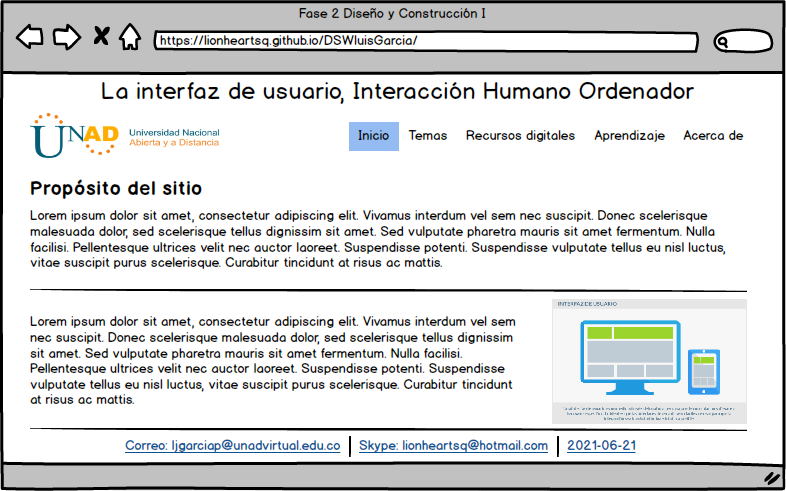 Fase 2 Diseño y Construcción I
https://lionheartsq.github.io/DSWluisGarcia/
La interfaz de usuario, Interacción Humano Ordenador
UNAD Universidad Nacional
Abierta y a Distancia
Inicio Temas Recursos digitales Aprendizaje Acerca de
Propósito del sitio
Lorem ipsum dolor sit amet, consectetur adipiscing elit. Vivamus interdum vel sem nec suscipit. Donec scelerisque
malesuada dolor, sed scelerisque tellus dignissim sit amet. Sed vulputate pharetra mauris sit amet fermentum. Nulla
facilisi. Pellentesque ultrices velit nec auctor laoreet. Suspendisse potenti. Suspendisse vulputate tellus eu nisl luctus,
vitae suscipit purus scelerisque. Curabitur tincidunt at risus ac mattis.
Lorem ipsum dolor sit amet, consectetur adipiscing elit. Vivamus interdum vel sem nec
suscipit. Donec scelerisque malesuada dolor, sed scelerisque tellus dignissim
sit amet. Sed vulputate pharetra mauris sit amet fermentum. Nulla facilisi.
Pellentesque ultrices velit nec auctor laoreet. Suspendisse potenti. Suspendisse
vulputate tellus eu nisl luctus, vitae suscipit purus scelerisque. Curabitur tincidunt
at risus ac mattis.
INTERFAZ DE USUARIO
Correo: ljgarciap@unadvirtual.edu.co Skype: lionheartsq@hotmail.com 2021-06-21